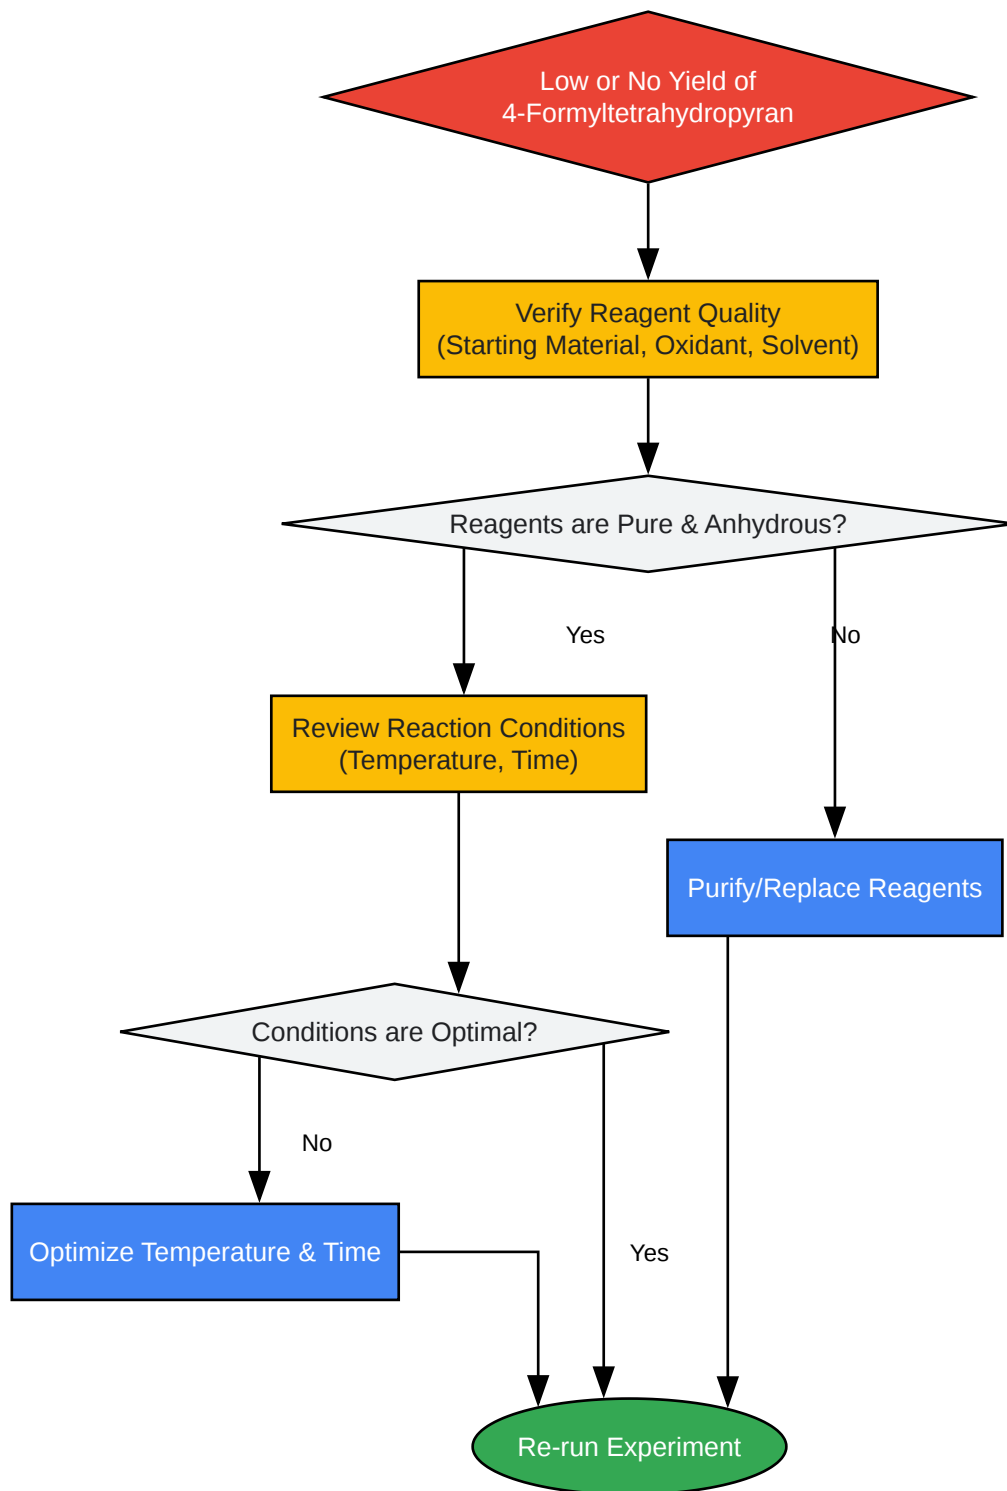 Low or No Yield of
4-Formyltetrahydropyran
Verify Reagent Quality
(Starting Material, Oxidant, Solvent)
Reagents are Pure & Anhydrous?
Yes
No
Review Reaction Conditions
(Temperature, Time)
Purify/Replace Reagents
Conditions are Optimal?
No
Optimize Temperature & Time
Yes
Re-run Experiment